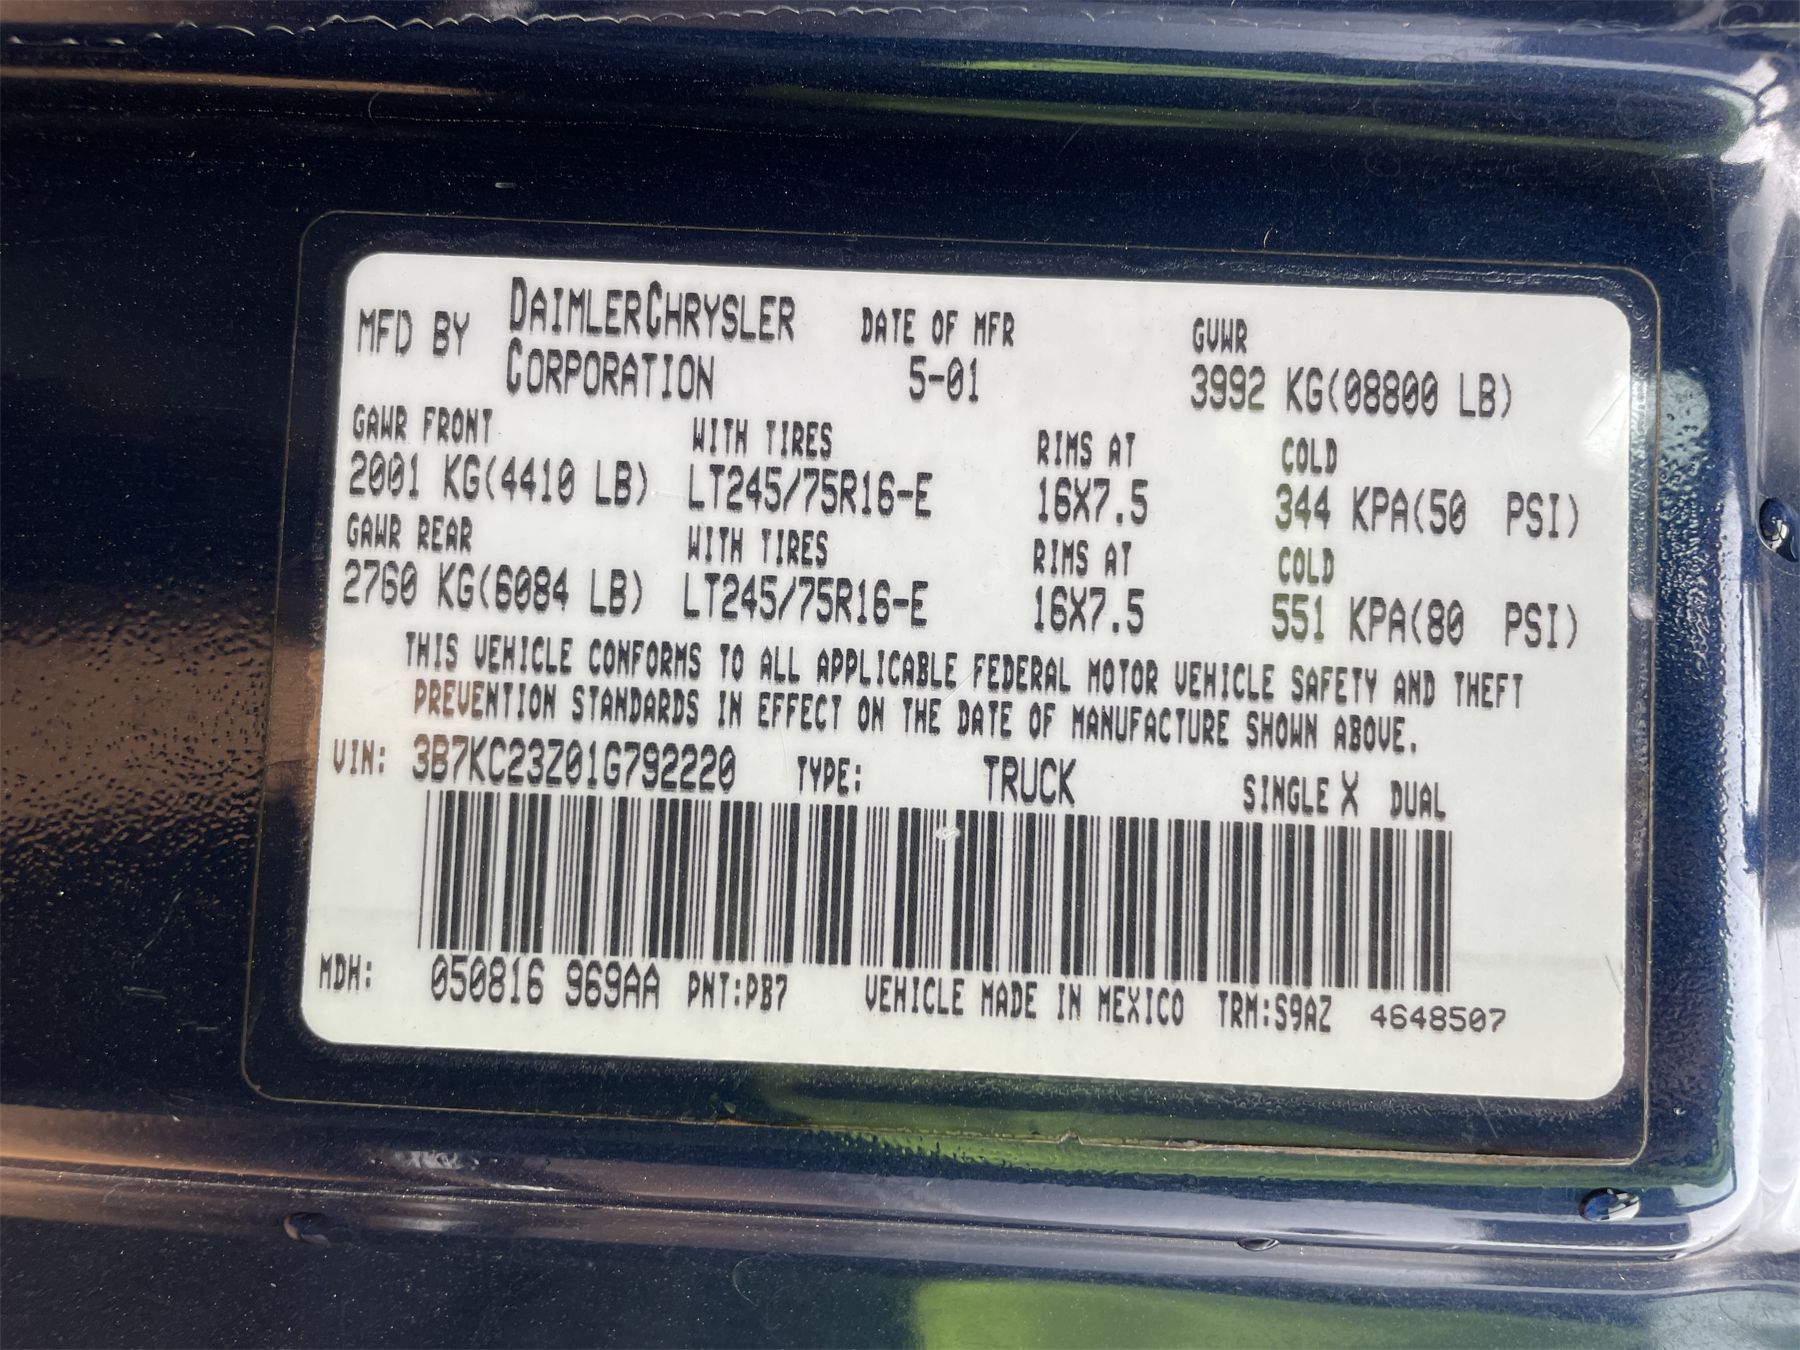 MFD BY DAIMLERCHRYSLER CORPORATION DATE OF MFR 5-01 GVWR 3992 KG(08800 LB)
GAWR FRONT WITH TIRES RIMS AT COLD
2001 KG(4410 LB) LT245/75R16-E 16X7.5 344 KPA(50 PSI)
GAWR REAR WITH TIRES RIMS AT COLD
2760 KG(6084 LB) LT245/75R16-E 16X7.5 551 KPA(80 PSI)
THIS VEHICLE CONFORMS TO ALL APPLICABLE FEDERAL MOTOR VEHICLE SAFETY AND THEFT
PREVENTION STANDARDS IN EFFECT ON THE DATE OF MANUFACTURE SHOWN ABOVE.
VIN: 3B7KC23Z01G792220 TYPE: TRUCK SINGLE X DUAL
MDH: 050816 969AA PNT:PB7 VEHICLE MADE IN MEXICO TRM:S9AZ 4648507